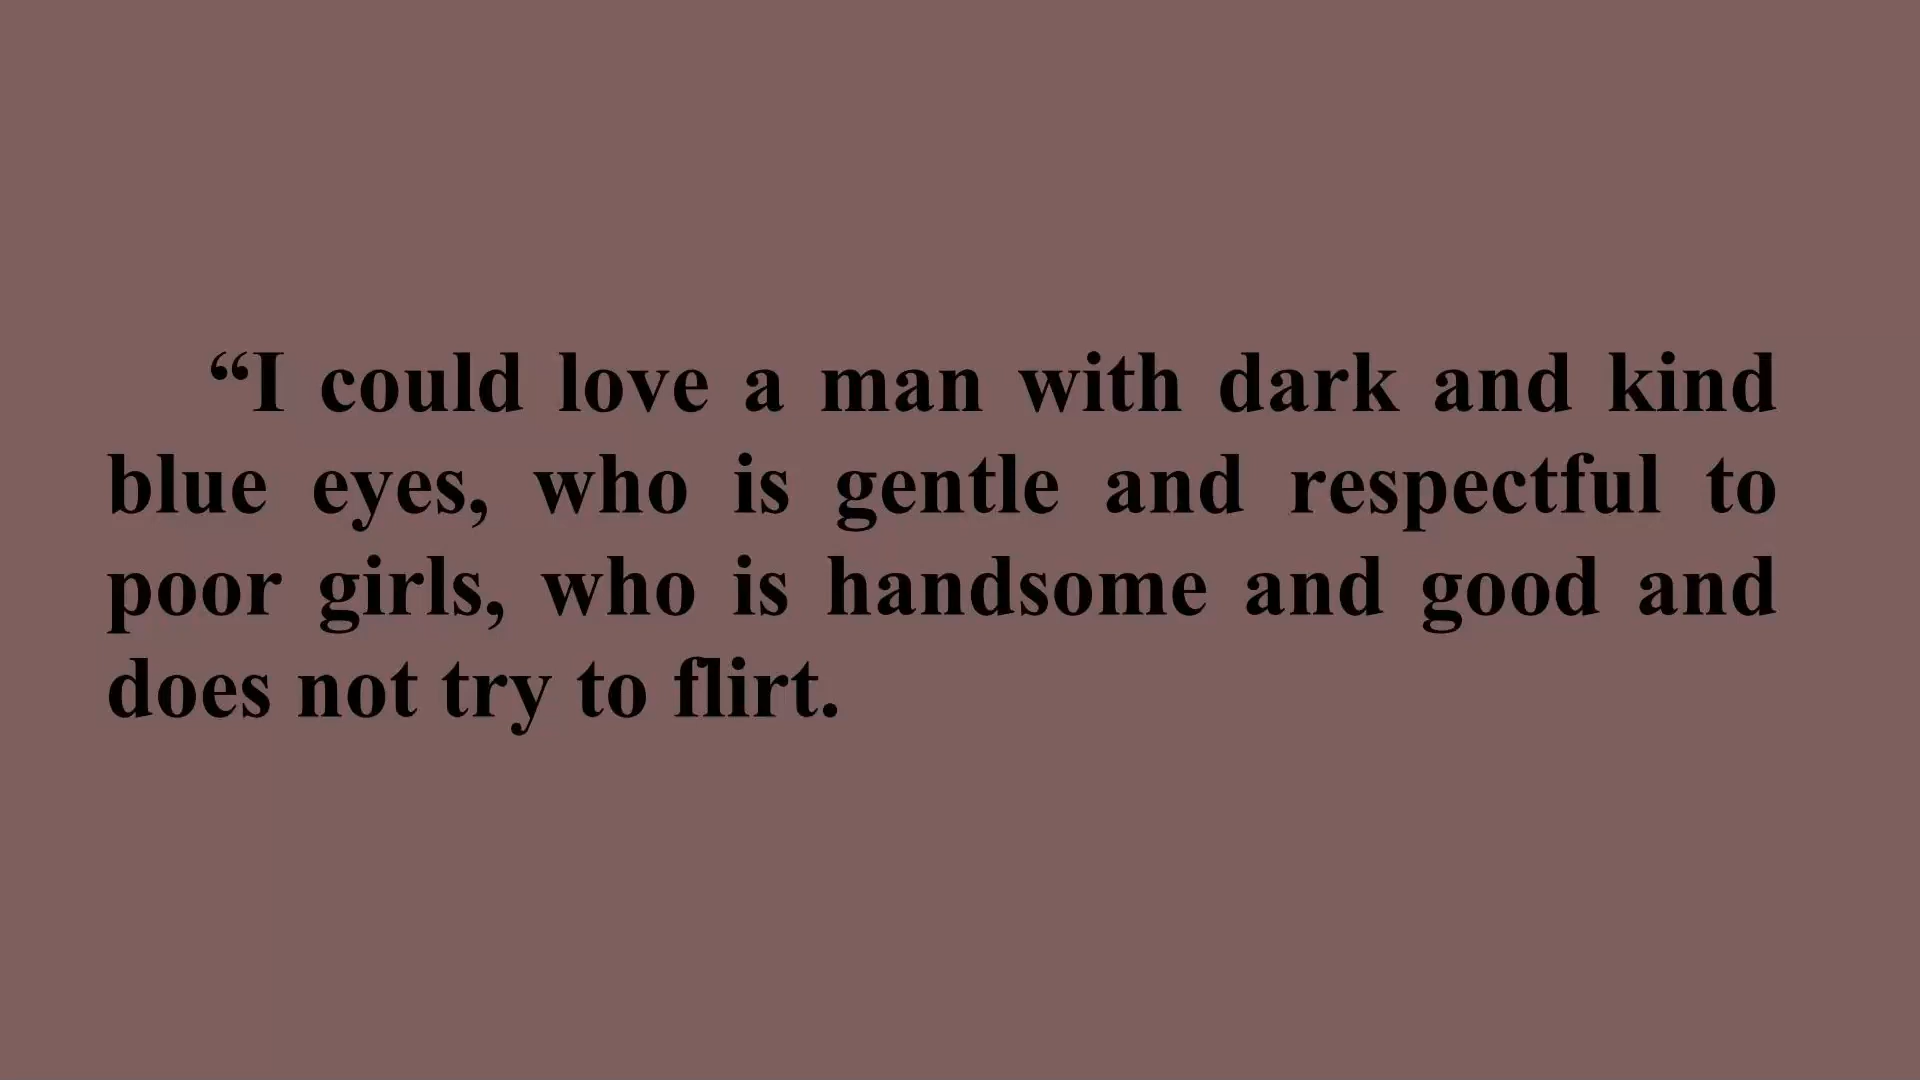 “I could love a man with dark and kind
blue eyes, who is gentle and respectful to
poor girls, who is handsome and good and
does not try to flirt.